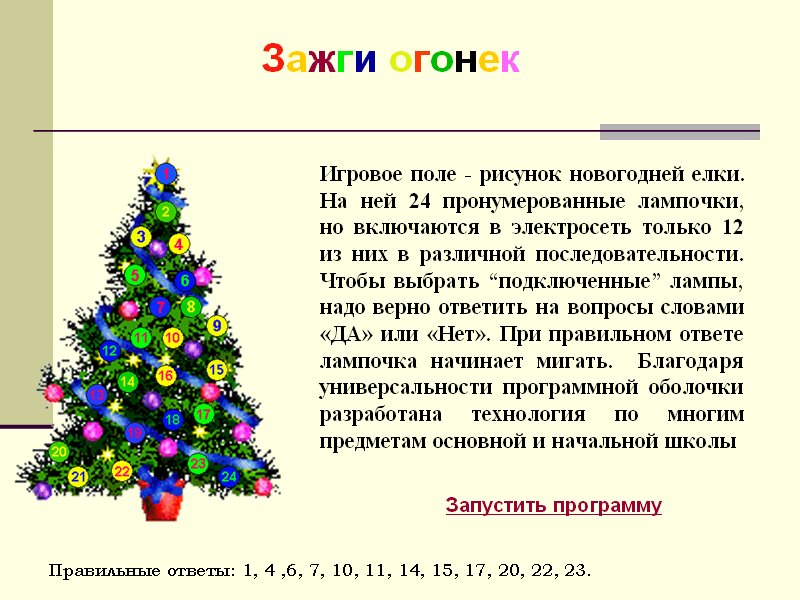 Зажги огонек
Игровое поле - рисунок новогодней елки.
На ней 24 пронумерованные лампочки,
но включаются в электросеть только 12
из них в различной последовательности.
Чтобы выбрать “подключенные” лампы,
надо верно ответить на вопросы словами
«ДА» или «Нет». При правильном ответе
лампочка начинает мигать. Благодаря
универсальности программной оболочки
разработана технология по многим
предметам основной и начальной школы
Запустить программу
1
2
3
4
5
6
7
8
9
11
10
12
15
16
14
13
17
18
19
20
23
22
21
24
Правильные ответы: 1, 4 ,6, 7, 10, 11, 14, 15, 17, 20, 22, 23.